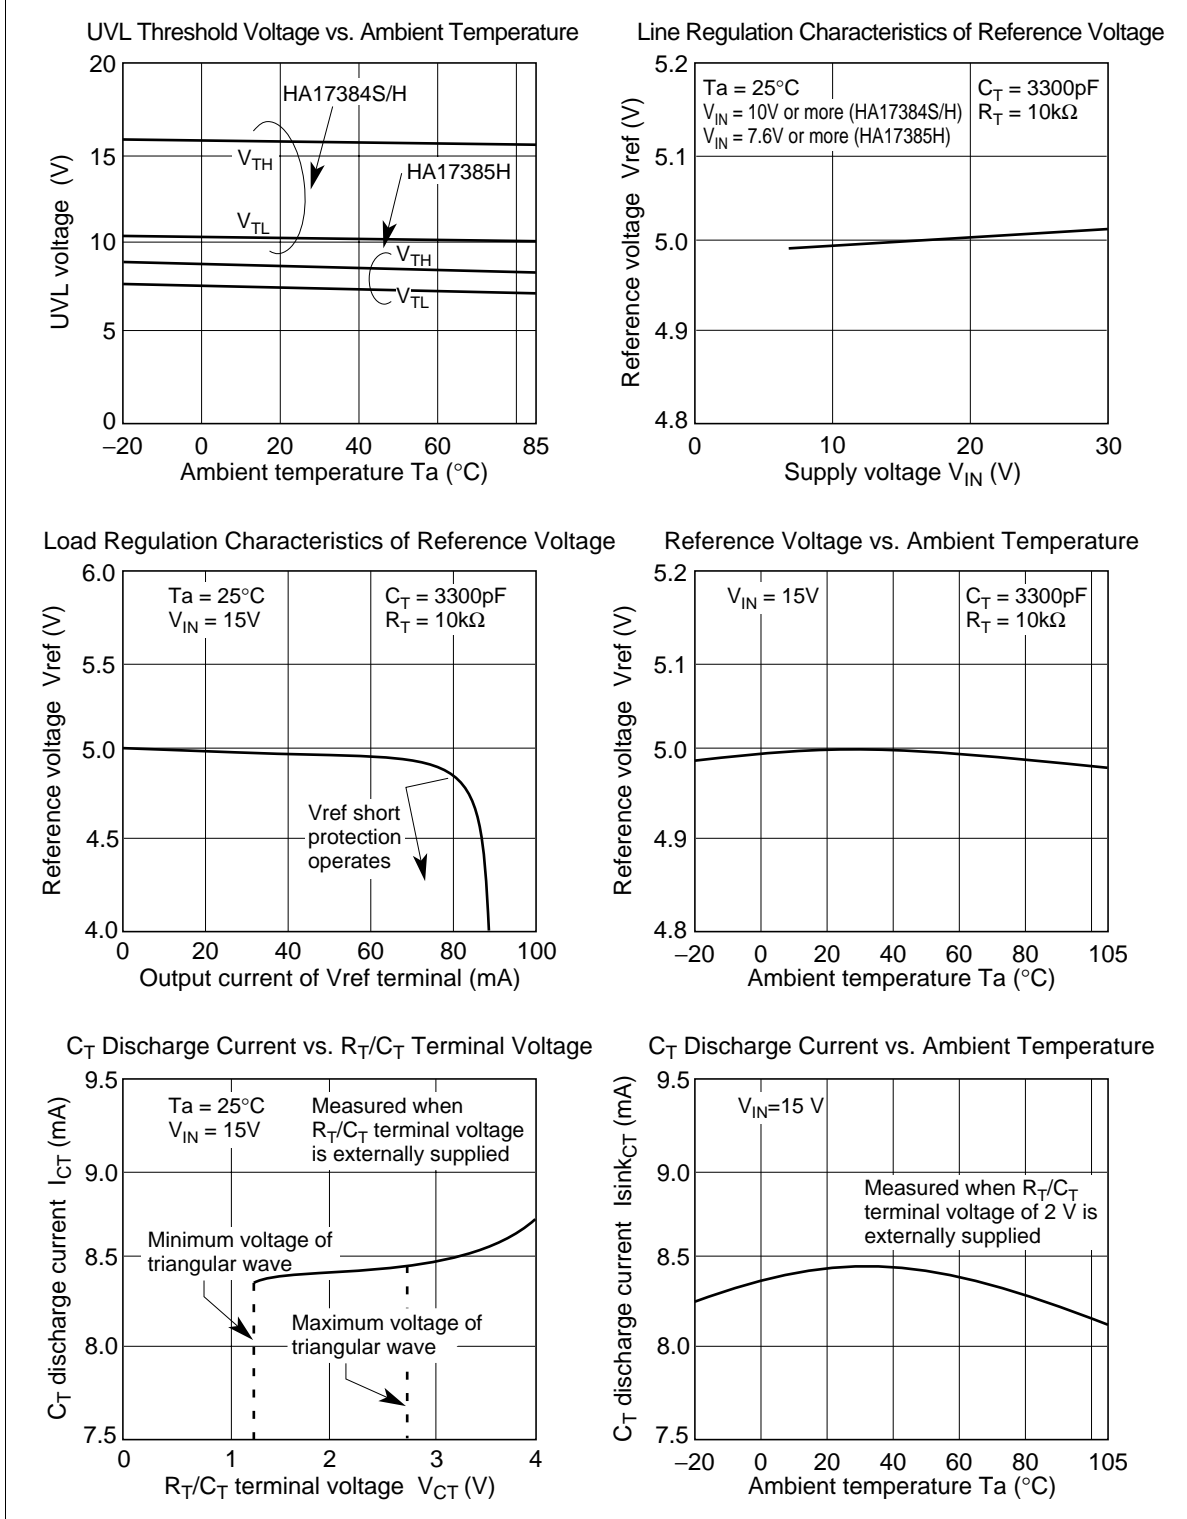 UVL Threshold Voltage vs. Ambient Temperature
20
15
10
5
0
UVL voltage (V)
HA17384S/H
V_TH
V_TL
HA17385H
V_TH
V_TL
−20 0 20 40 60 85
Ambient temperature Ta (°C)
Line Regulation Characteristics of Reference Voltage
5.2
5.1
5.0
4.9
4.8
Reference voltage Vref (V)
Ta = 25°C
V_IN = 10V or more (HA17384S/H)
V_IN = 7.6V or more (HA17385H)
C_T = 3300pF
R_T = 10kΩ
0 10 20 30
Supply voltage V_IN (V)
Load Regulation Characteristics of Reference Voltage
6.0
5.5
5.0
4.5
4.0
Reference voltage Vref (V)
Ta = 25°C
V_IN = 15V
C_T = 3300pF
R_T = 10kΩ
Vref short
protection
operates
0 20 40 60 80 100
Output current of Vref terminal (mA)
Reference Voltage vs. Ambient Temperature
5.2
5.1
5.0
4.9
4.8
Reference voltage Vref (V)
V_IN = 15V
C_T = 3300pF
R_T = 10kΩ
−20 0 20 40 60 80 105
Ambient temperature Ta (°C)
C_T Discharge Current vs. R_T/C_T Terminal Voltage
9.5
9.0
8.5
8.0
7.5
C_T discharge current I_CT (mA)
Ta = 25°C
V_IN = 15V
Measured when
R_T/C_T terminal voltage
is externally supplied
Minimum voltage of
triangular wave
Maximum voltage of
triangular wave
0 1 2 3 4
R_T/C_T terminal voltage V_CT (V)
C_T Discharge Current vs. Ambient Temperature
9.5
9.0
8.5
8.0
7.5
C_T discharge current Isink_CT (mA)
V_IN=15 V
Measured when R_T/C_T
terminal voltage of 2 V is
externally supplied
−20 0 20 40 60 80 105
Ambient temperature Ta (°C)